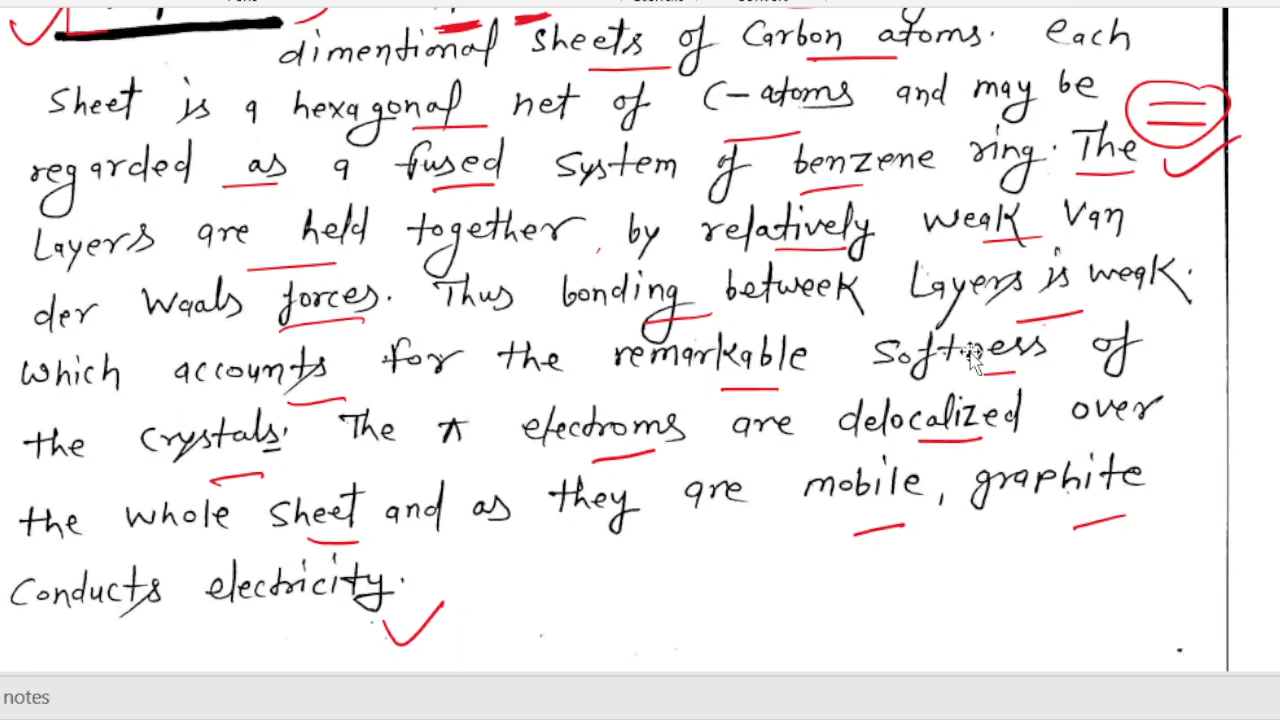 dimentional sheets of Carbon atoms. each
Sheet is a hexagonal net of C-atoms and may be
regarded as a fused system of benzene ring. The
Layers are held together by relatively weak Van
der Waals forces. Thus bonding betweek Layers is weak.
which accounts for the remarkable Softness of
the crystals. The π electroms are delocalized over
the whole sheet and as they are mobile, graphite
Conducts electricity.
notes